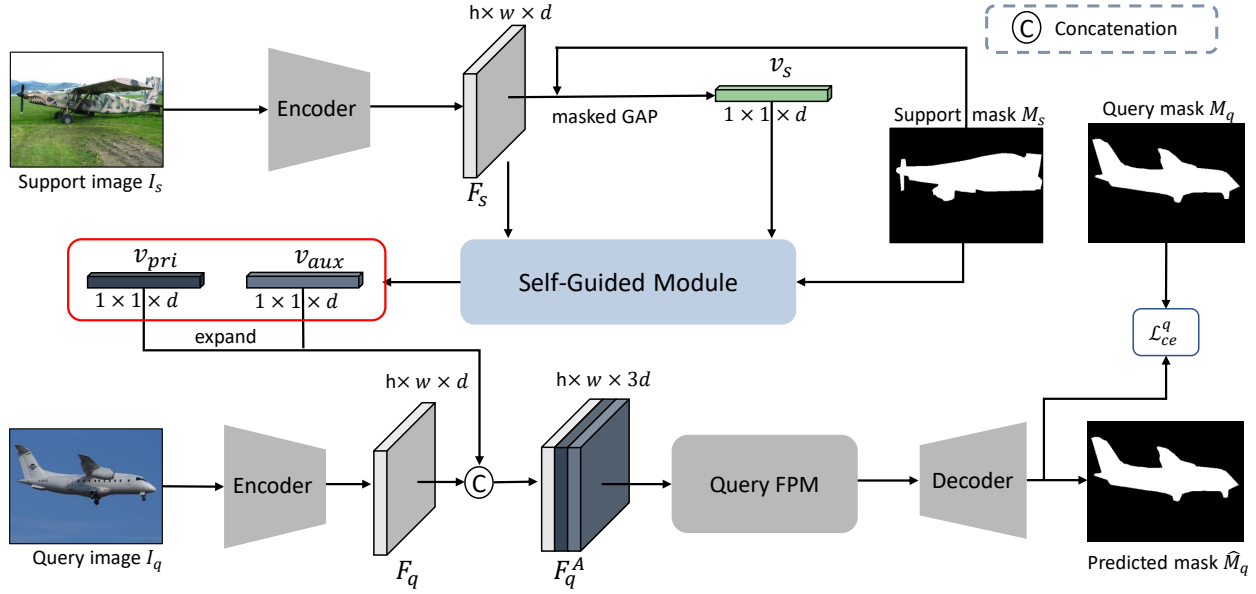 h× w × d
C Concatenation
Encoder
v_s
masked GAP
1 × 1 × d
Support mask M_s
Query mask M_q
Support image I_s
F_s
v_pri
v_aux
1 × 1 × d
1 × 1 × d
Self-Guided Module
expand
ℒ_ce^q
h× w × d
h× w × 3d
Encoder
C
Query FPM
Decoder
Query image I_q
F_q
F_q^A
Predicted mask M̂_q